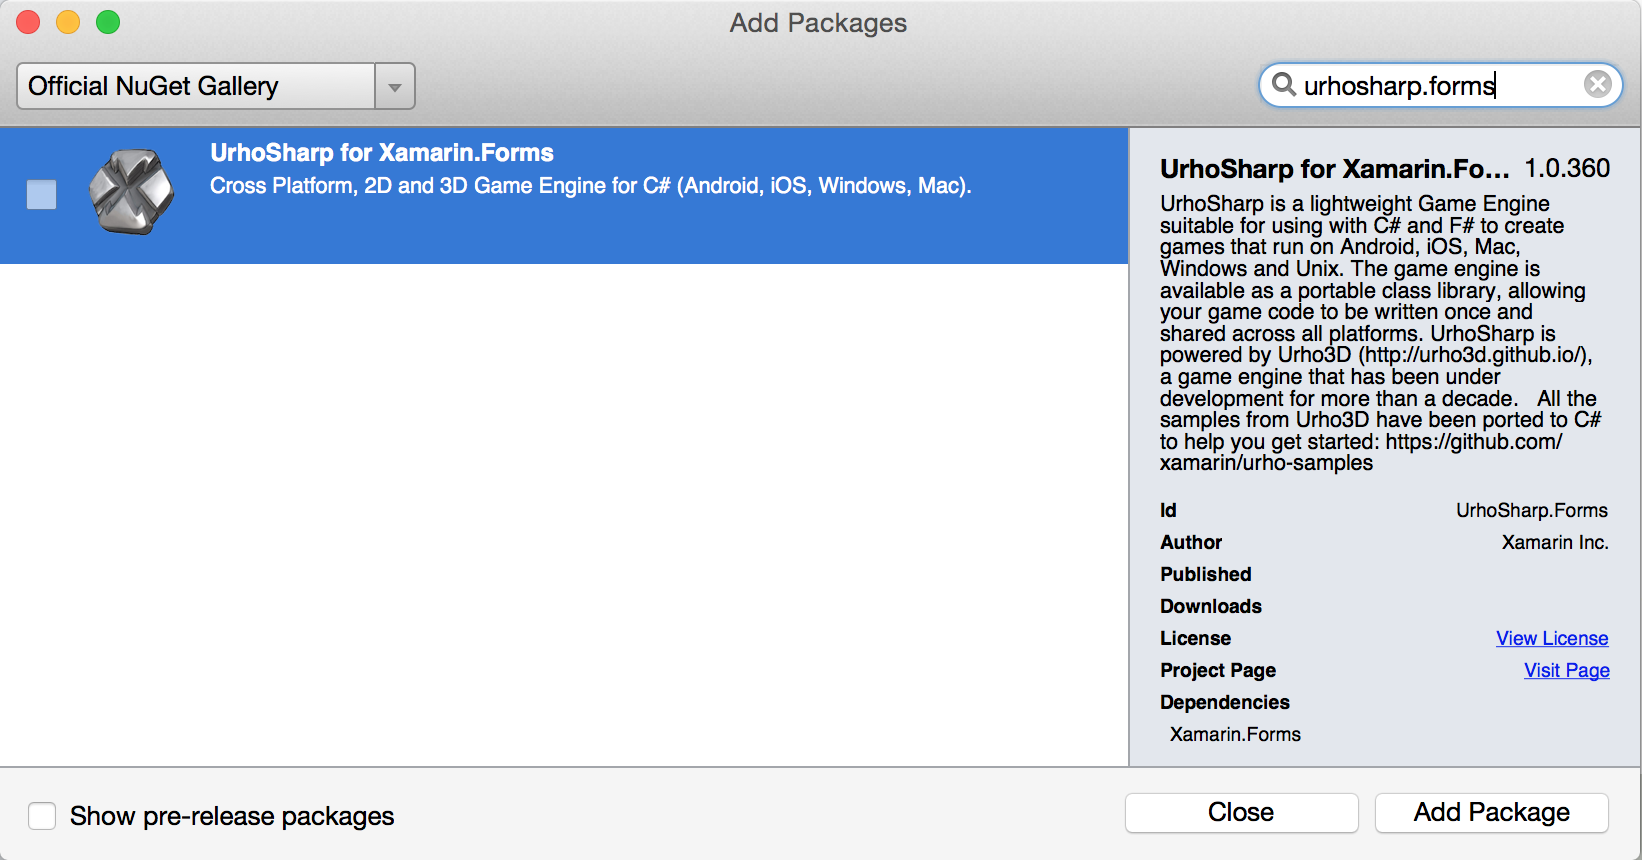 Add Packages
Official NuGet Gallery
urhosharp.forms
UrhoSharp for Xamarin.Forms
Cross Platform, 2D and 3D Game Engine for C# (Android, iOS, Windows, Mac).
UrhoSharp for Xamarin.Fo... 1.0.360
UrhoSharp is a lightweight Game Engine
suitable for using with C# and F# to create
games that run on Android, iOS, Mac,
Windows and Unix. The game engine is
available as a portable class library, allowing
your game code to be written once and
shared across all platforms. UrhoSharp is
powered by Urho3D (http://urho3d.github.io/),
a game engine that has been under
development for more than a decade.   All the
samples from Urho3D have been ported to C#
to help you get started: https://github.com/
xamarin/urho-samples
Id UrhoSharp.Forms
Author Xamarin Inc.
Published
Downloads
License View License
Project Page Visit Page
Dependencies
Xamarin.Forms
Show pre-release packages
Close
Add Package